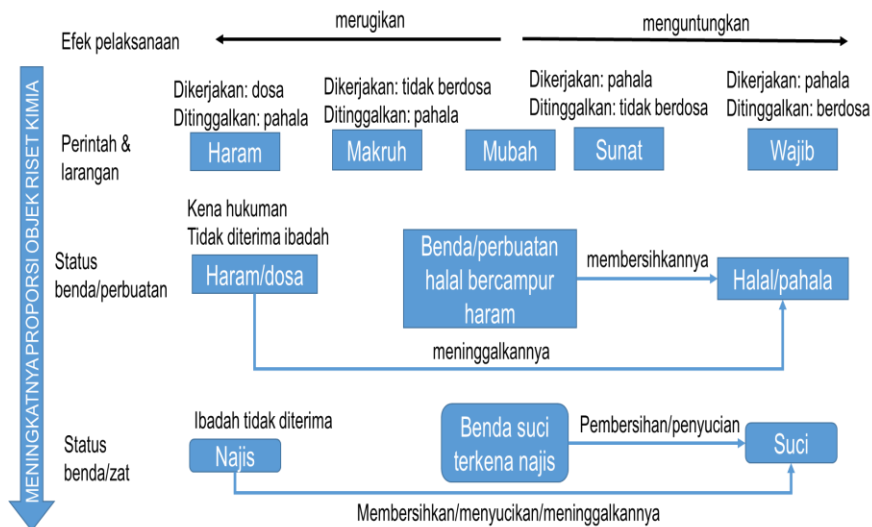 merugikan
menguntungkan
Efek pelaksanaan
MENINGKATNYA PROPORSI OBJEK RISET KIMIA
Dikerjakan: dosa
Ditinggalkan: pahala
Dikerjakan: tidak berdosa
Ditinggalkan: pahala
Dikerjakan: pahala
Ditinggalkan: tidak berdosa
Dikerjakan: pahala
Ditinggalkan: berdosa
Perintah &
larangan
Haram
Makruh
Mubah
Sunat
Wajib
Kena hukuman
Tidak diterima ibadah
Status
benda/perbuatan
Haram/dosa
Benda/perbuatan
halal bercampur
haram
membersihkannya
Halal/pahala
meninggalkannya
Ibadah tidak diterima
Status
benda/zat
Najis
Benda suci
terkena najis
Pembersihan/penyucian
Suci
Membersihkan/menyucikan/meninggalkannya